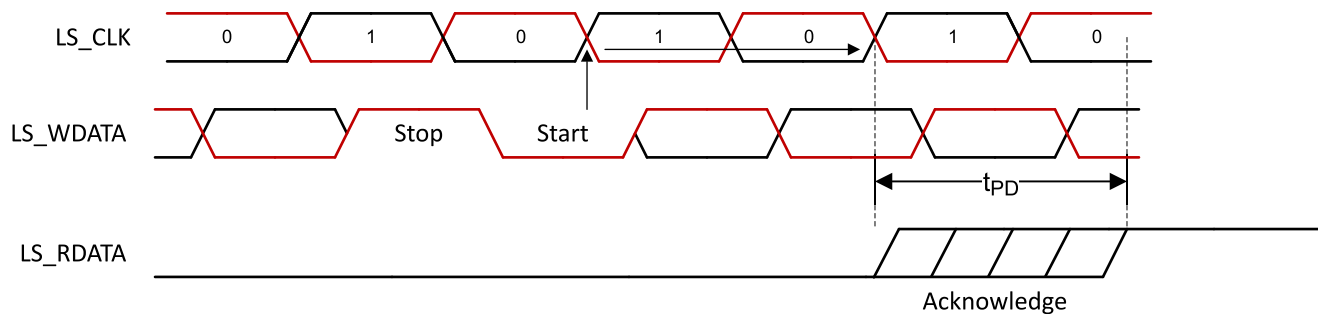 LS_CLK 0 1 0 1 0 1 0
LS_WDATA Stop Start
tPD
LS_RDATA
Acknowledge